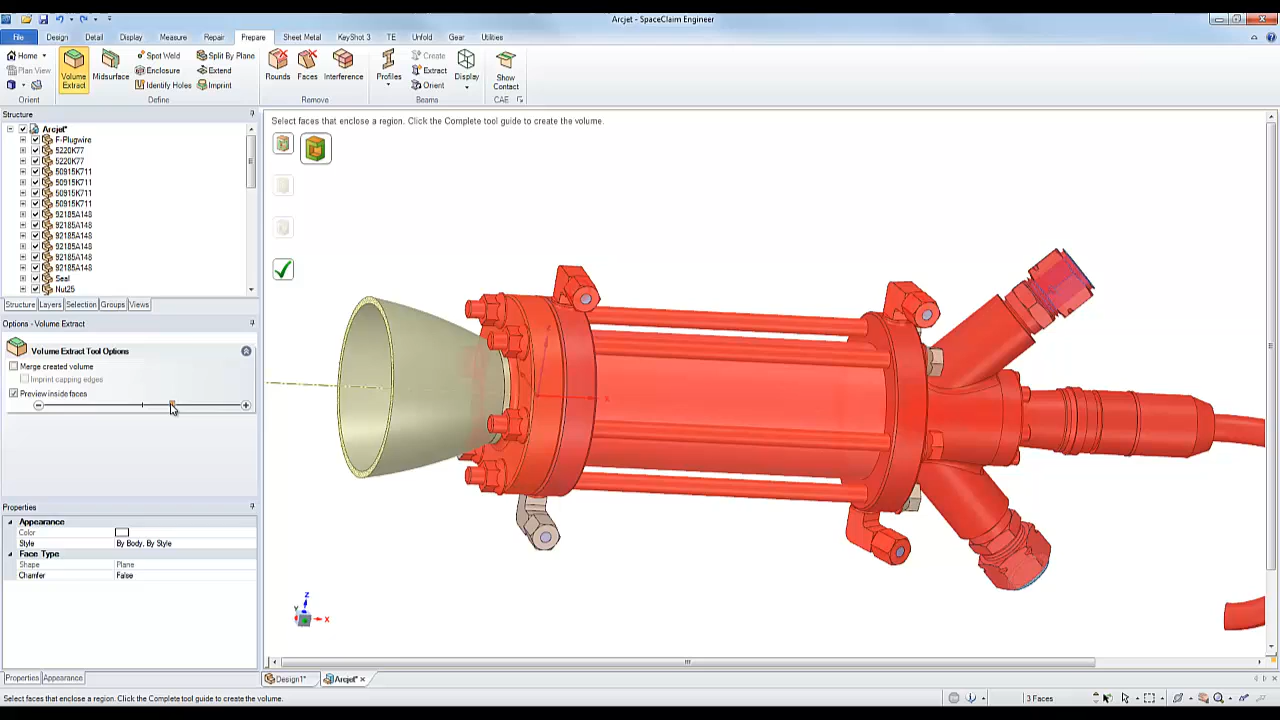 Arcjet - SpaceClaim Engineer
File Design Detail Display Measure Repair Prepare Sheet Metal KeyShot 3 TE Unfold Gear Utilities
Home
Plan View
Orient
Volume Extract
Midsurface
Spot Weld
Enclosure
Identify Holes
Split By Plane
Extend
Imprint
Define
Rounds
Faces
Interference
Remove
Profiles
Create
Extract
Orient
Display
Beams
Show Contact
CAE
Structure
Arcjet*
F-Plugwire
5220K77
5220K77
50915K711
50915K711
50915K711
50915K711
92185A148
92185A148
92185A148
92185A148
92185A148
92185A148
Seal
Nut25
Structure Layers Selection Groups Views
Options - Volume Extract
Volume Extract Tool Options
Merge created volume
Imprint capping edges
Preview inside faces
Properties
Appearance
Color
Style By Body, By Style
Face Type
Shape Plane
Chamfer False
Properties Appearance
Select faces that enclose a region. Click the Complete tool guide to create the volume.
X
Z
Y
X
Design1* Arcjet*
Select faces that enclose a region. Click the Complete tool guide to create the volume.
3 Faces